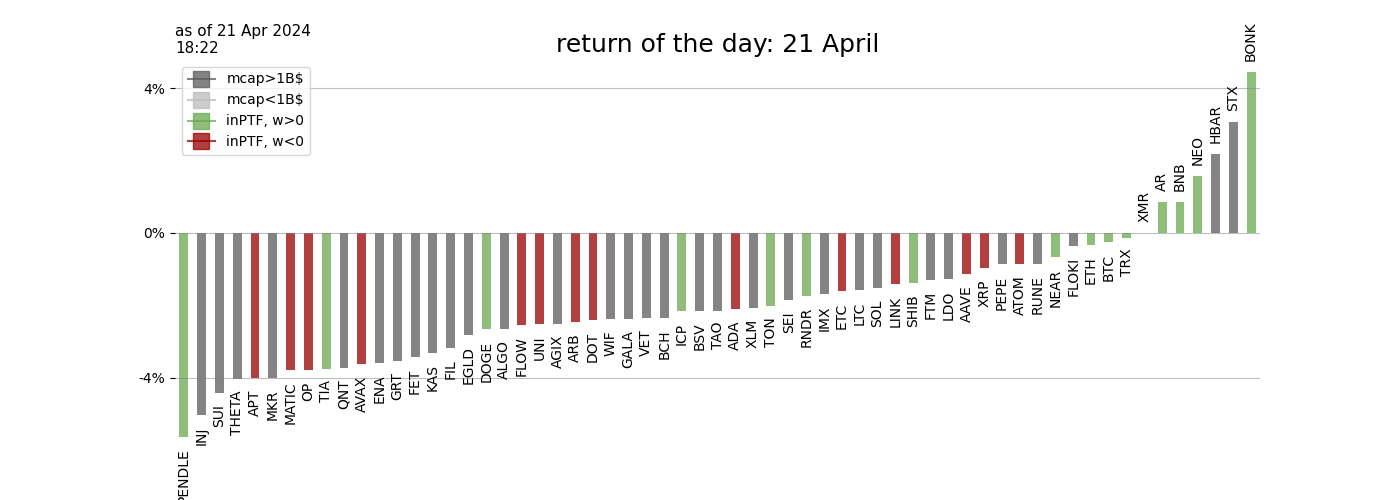 as of 21 Apr 2024
18:22
return of the day: 21 April
mcap>1B$
mcap<1B$
inPTF, w>0
inPTF, w<0
4%
0%
-4%
PENDLE
INJ
SUI
THETA
APT
MKR
MATIC
OP
TIA
QNT
AVAX
ENA
GRT
FET
KAS
FIL
EGLD
DOGE
ALGO
FLOW
UNI
AGIX
ARB
DOT
WIF
GALA
VET
BCH
ICP
BSV
TAO
ADA
XLM
TON
SEI
RNDR
IMX
ETC
LTC
SOL
LINK
SHIB
FTM
LDO
AAVE
XRP
PEPE
ATOM
RUNE
NEAR
FLOKI
ETH
BTC
TRX
XMR
AR
BNB
NEO
HBAR
STX
BONK